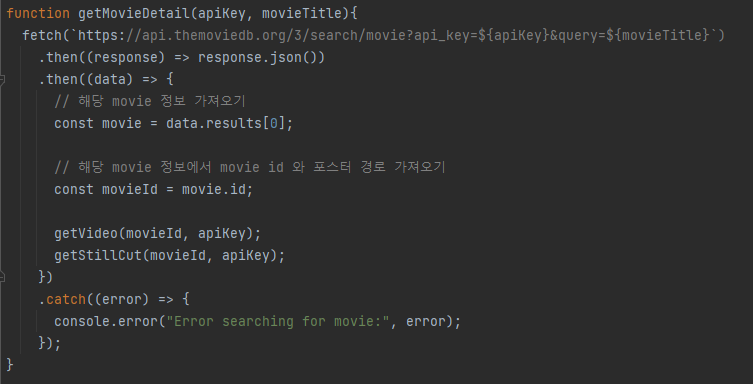 function getMovieDetail(apiKey, movieTitle){
fetch(`https://api.themoviedb.org/3/search/movie?api_key=${apiKey}&query=${movieTitle}`)
.then((response) => response.json())
.then((data) => {
// 해당 movie 정보 가져오기
const movie = data.results[0];
// 해당 movie 정보에서 movie id 와 포스터 경로 가져오기
const movieId = movie.id;
getVideo(movieId, apiKey);
getStillCut(movieId, apiKey);
})
.catch((error) => {
console.error("Error searching for movie:", error);
});
}